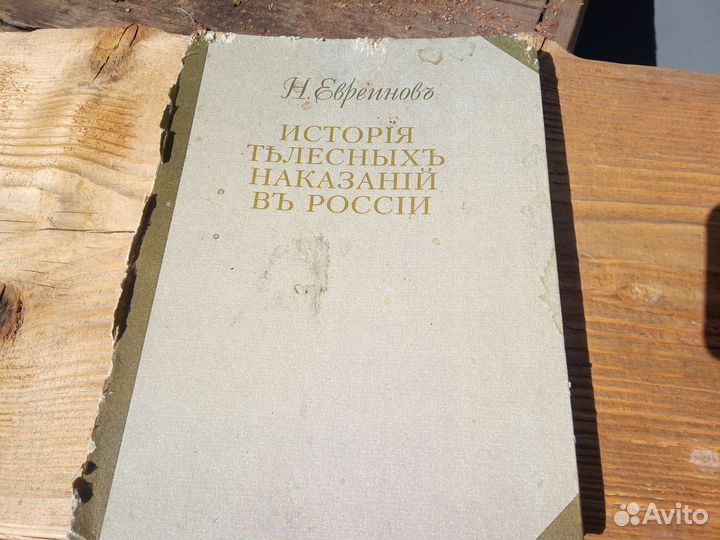 Н. Евреиновъ
ИСТОРІЯ
ТѢЛЕСНЫХЪ
НАКАЗАНІЙ
ВЪ РОССІИ
Avito